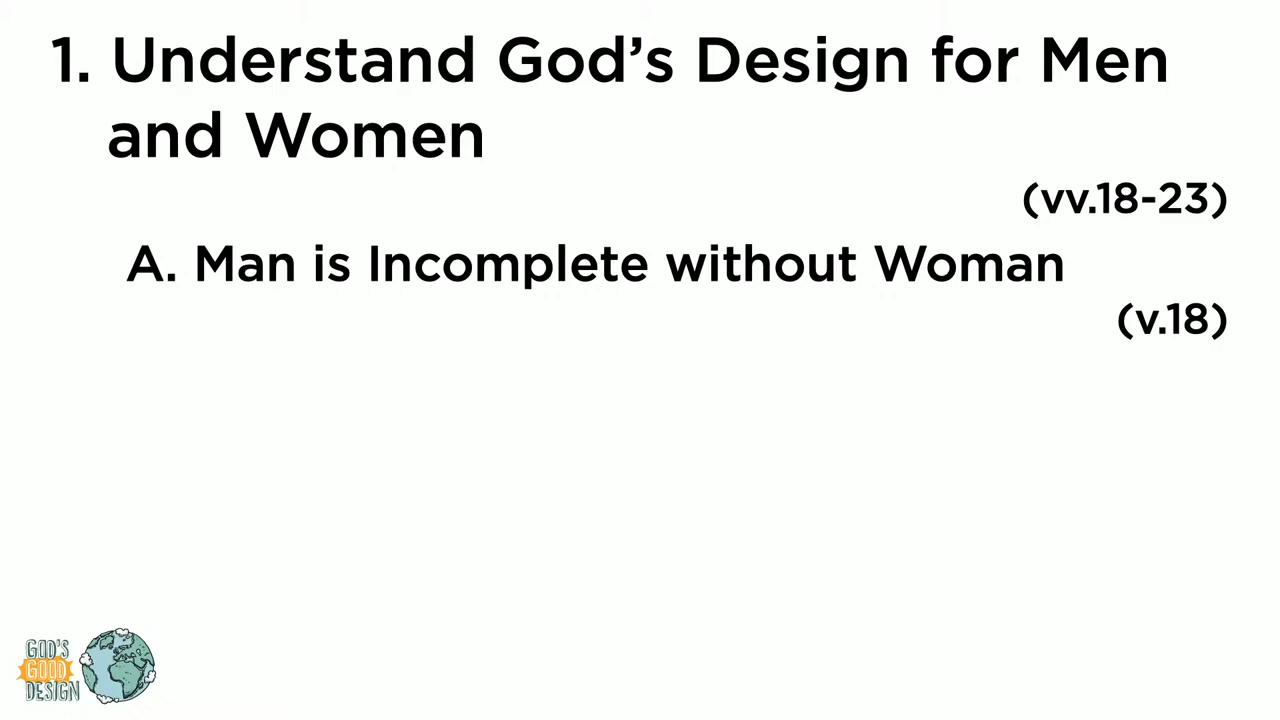 1. Understand God’s Design for Men
and Women
(vv.18-23)
A. Man is Incomplete without Woman
(v.18)
GOD'S
GOOD
DESIGN